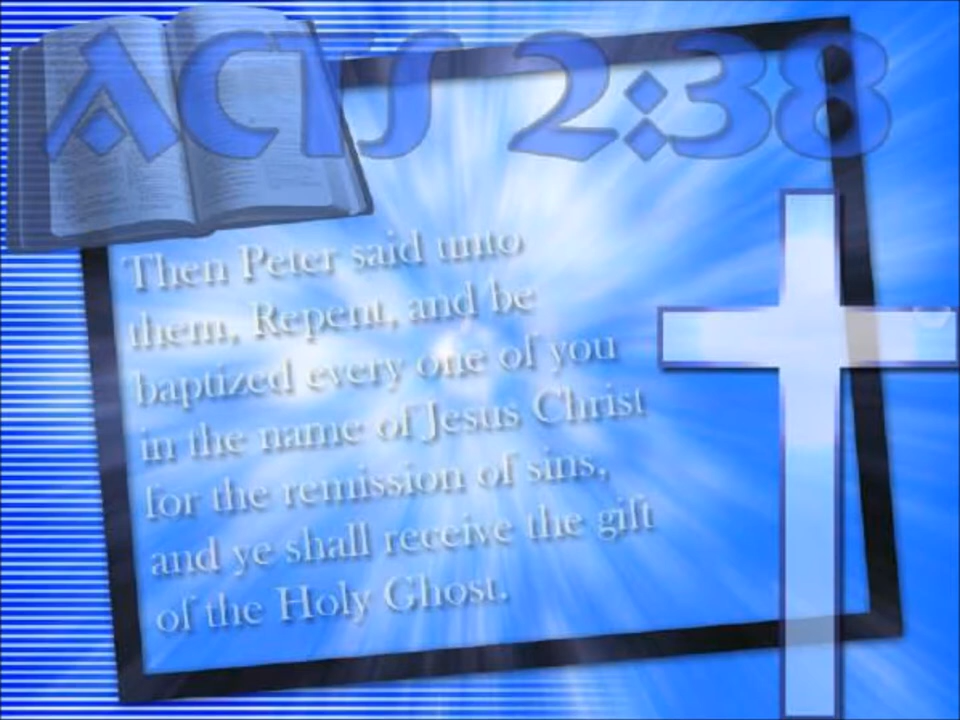 ACTS 2:38
Then Peter said unto
them, Repent, and be
baptized every one of you
in the name of Jesus Christ
for the remission of sins,
and ye shall receive the gift
of the Holy Ghost.